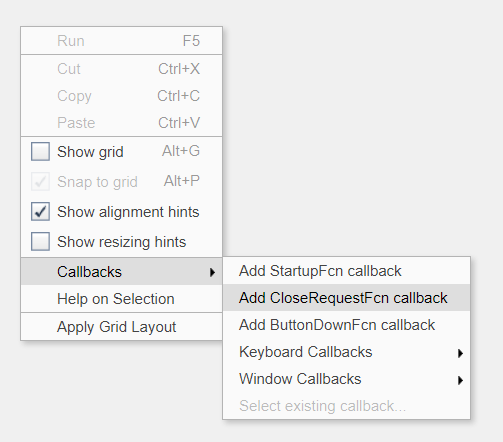 Run F5
Cut Ctrl+X
Copy Ctrl+C
Paste Ctrl+V
Show grid Alt+G
Snap to grid Alt+P
Show alignment hints
Show resizing hints
Callbacks
Help on Selection
Apply Grid Layout
Add StartupFcn callback
Add CloseRequestFcn callback
Add ButtonDownFcn callback
Keyboard Callbacks
Window Callbacks
Select existing callback...